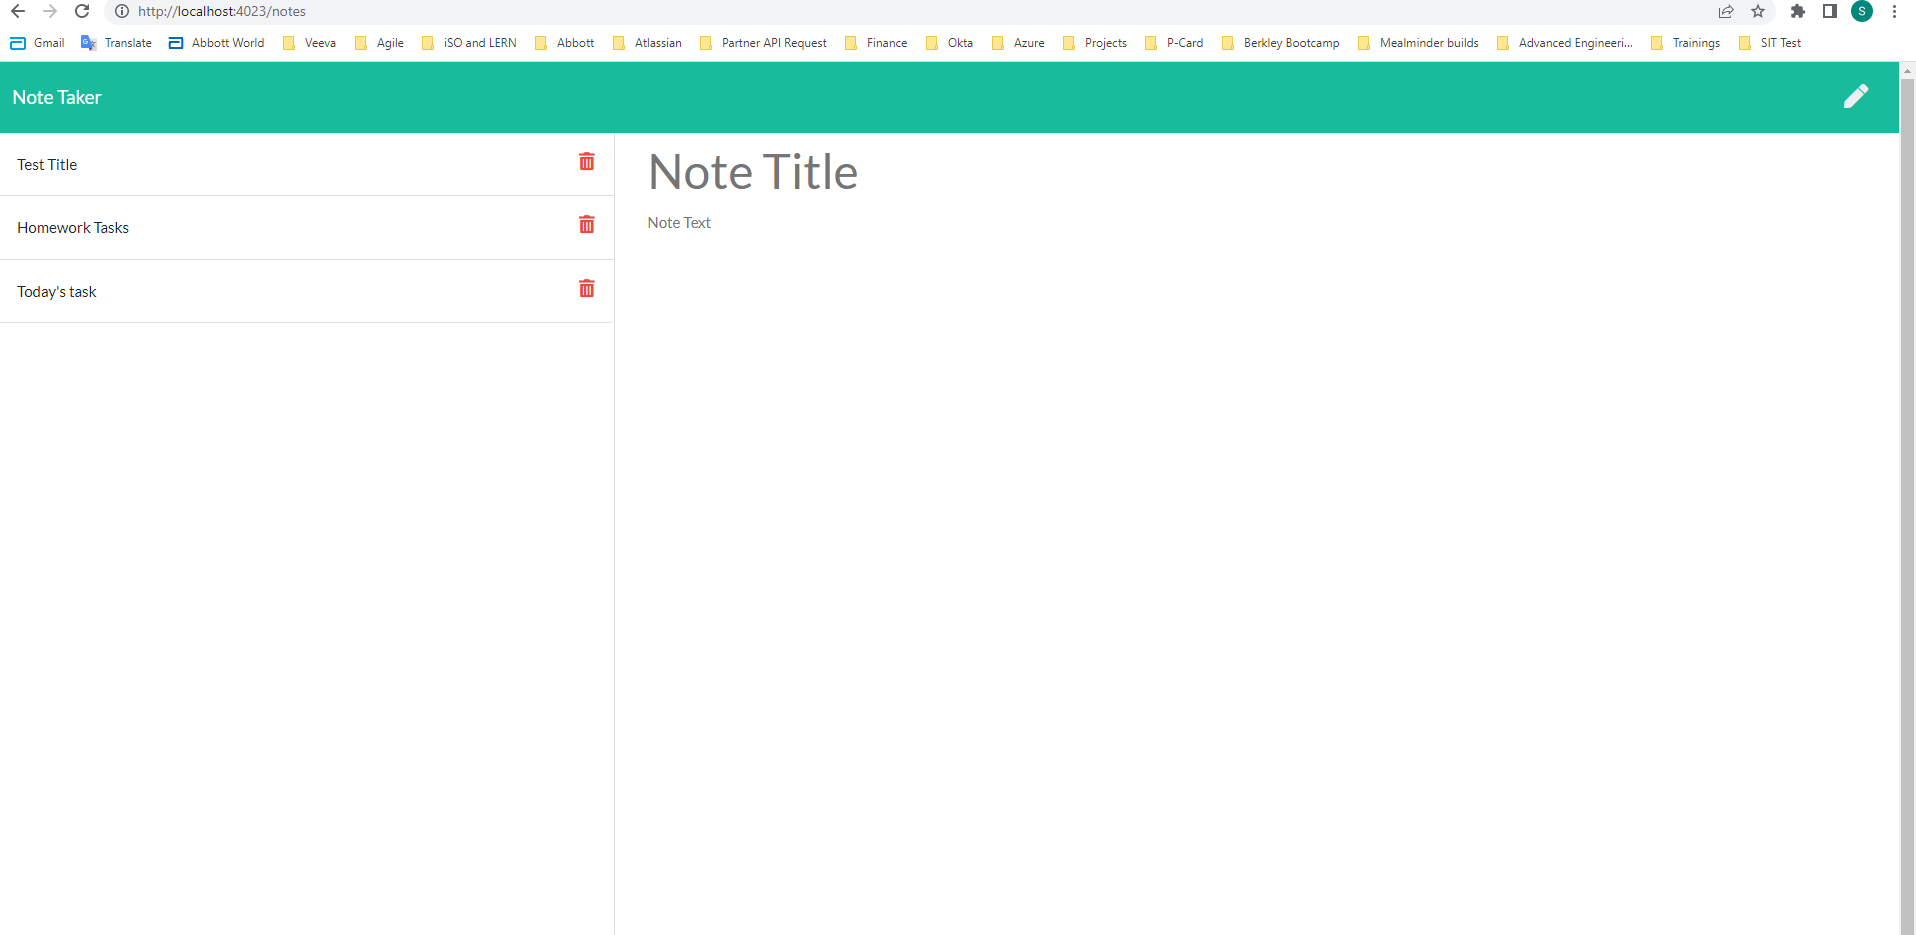 http://localhost:4023/notes
S
Gmail Translate Abbott World Veeva Agile iSO and LERN Abbott Atlassian Partner API Request Finance Okta Azure Projects P-Card Berkley Bootcamp Mealminder builds Advanced Engineeri... Trainings SIT Test
Note Taker
Test Title
Homework Tasks
Today's task
Note Title
Note Text